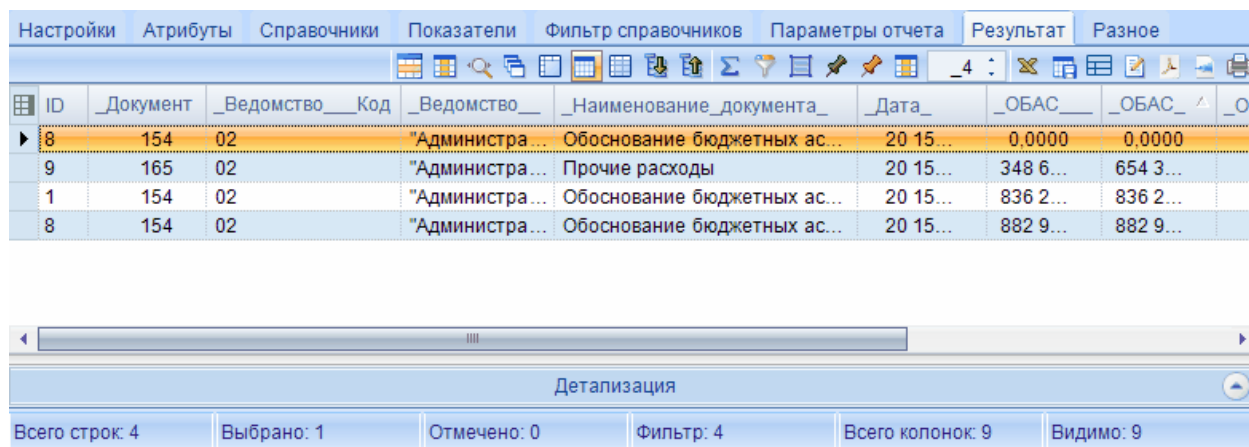 Настройки Атрибуты Справочники Показатели Фильтр справочников Параметры отчета Результат Разное
_4
ID _Документ _Ведомство___Код _Ведомство__ _Наименование_документа_ _Дата_ _ОБАС___ _ОБАС_ _О
8 154 02 "Администра... Обоснование бюджетных ас... 20 15... 0,0000 0,0000
9 165 02 "Администра... Прочие расходы 20 15... 348 6... 654 3...
1 154 02 "Администра... Обоснование бюджетных ас... 20 15... 836 2... 836 2...
8 154 02 "Администра... Обоснование бюджетных ас... 20 15... 882 9... 882 9...
Детализация
Всего строк: 4 Выбрано: 1 Отмечено: 0 Фильтр: 4 Всего колонок: 9 Видимо: 9